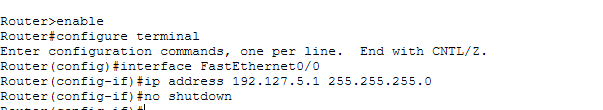 Router>enable
Router#configure terminal
Enter configuration commands, one per line.  End with CNTL/Z.
Router(config)#interface FastEthernet0/0
Router(config-if)#ip address 192.127.5.1 255.255.255.0
Router(config-if)#no shutdown
Router(config-if)#